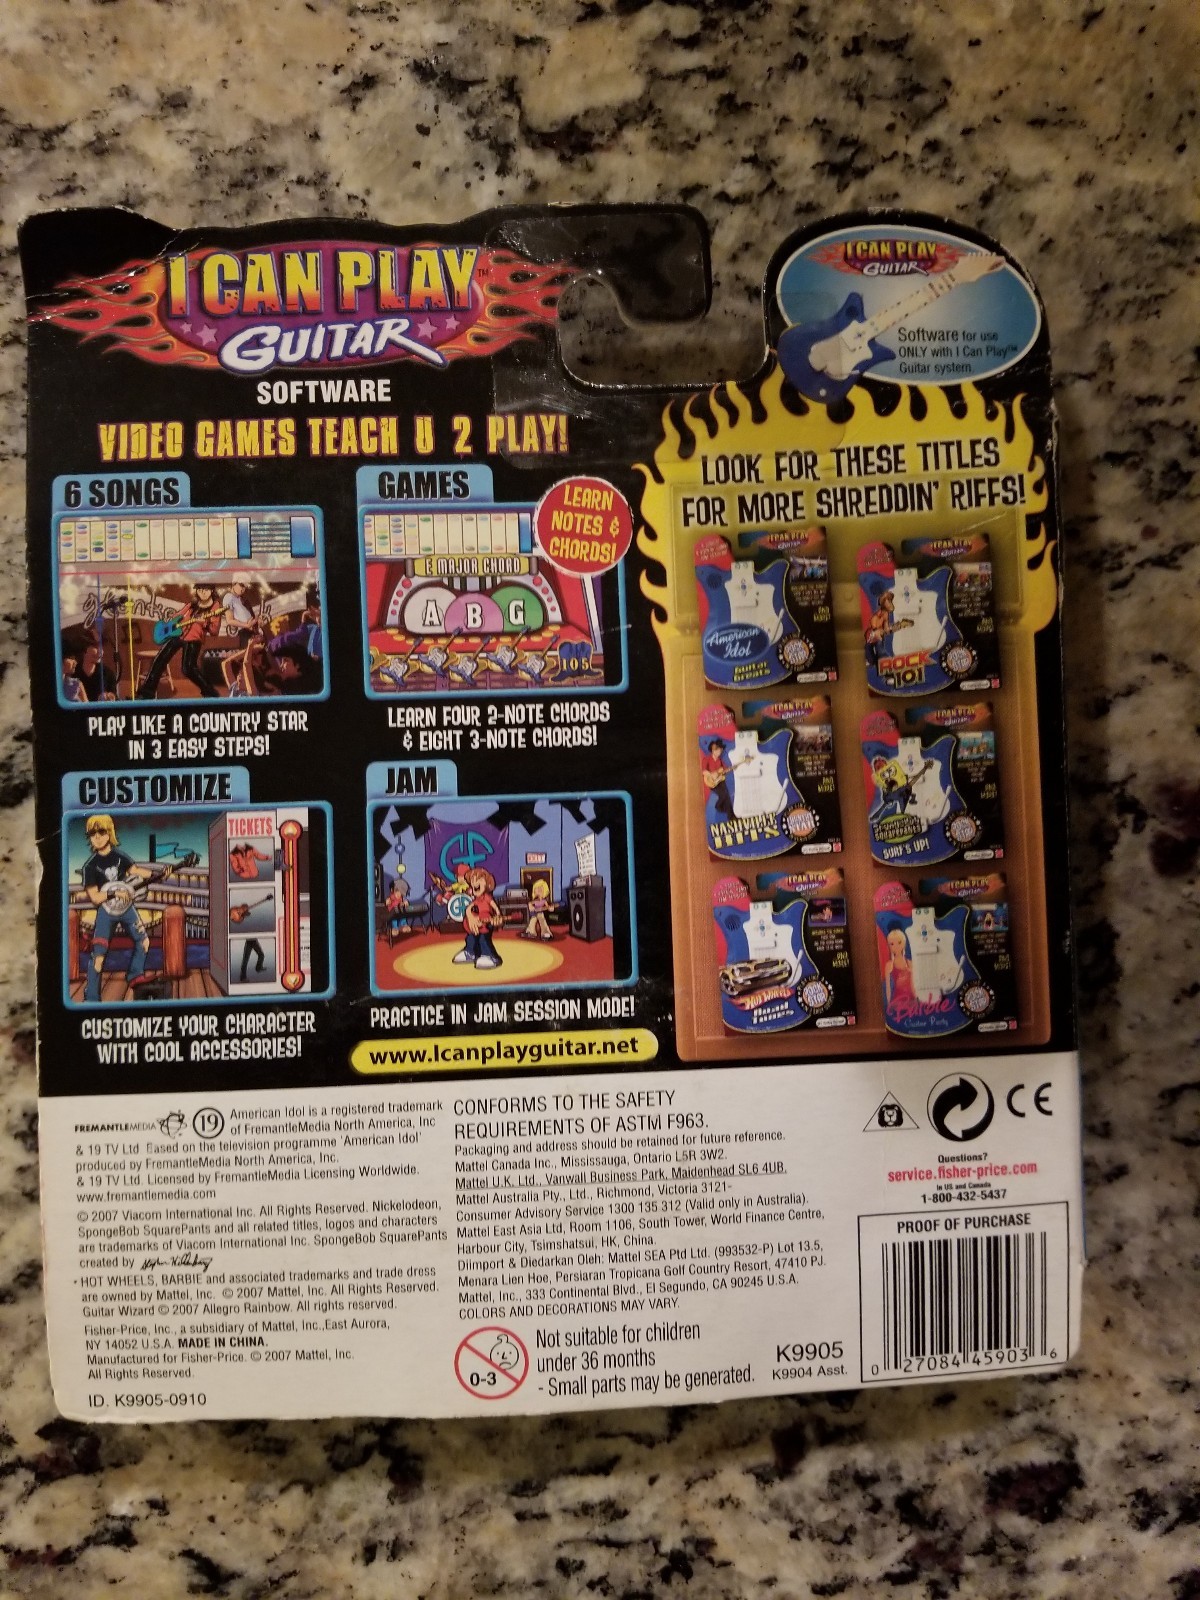 I CAN PLAY™
GUITAR
SOFTWARE
VIDEO GAMES TEACH U 2 PLAY!
6 SONGS
PLAY LIKE A COUNTRY STAR
IN 3 EASY STEPS!
GAMES
LEARN
NOTES &
CHORDS!
E MAJOR CHORD
A B G
105
LEARN FOUR 2-NOTE CHORDS
& EIGHT 3-NOTE CHORDS!
CUSTOMIZE
TICKETS
CUSTOMIZE YOUR CHARACTER
WITH COOL ACCESSORIES!
JAM
EXIT
PRACTICE IN JAM SESSION MODE!
www.Icanplayguitar.net
I CAN PLAY
GUITAR
Software for use
ONLY with I Can Play™
Guitar system.
LOOK FOR THESE TITLES
FOR MORE SHREDDIN' RIFFS!
American
Idol
Guitar
Greats
ROCK
101
NASHVILLE
HITS
SURF'S UP!
HOT WHEELS
Road
Tunes
Barbie
FREMANTLEMEDIA 19 American Idol is a registered trademark
of FremantleMedia North America, Inc
& 19 TV Ltd. Based on the television programme 'American Idol'
produced by FremantleMedia North America, Inc.
& 19 TV Ltd. Licensed by FremantleMedia Licensing Worldwide.
www.fremantlemedia.com
© 2007 Viacom International Inc. All Rights Reserved. Nickelodeon,
SpongeBob SquarePants and all related titles, logos and characters
are trademarks of Viacom International Inc. SpongeBob SquarePants
created by
HOT WHEELS, BARBIE and associated trademarks and trade dress
are owned by Mattel, Inc. © 2007 Mattel, Inc. All Rights Reserved.
Guitar Wizard © 2007 Allegro Rainbow. All rights reserved.
Fisher-Price, Inc., a subsidiary of Mattel, Inc.,East Aurora,
NY 14052 U.S.A. MADE IN CHINA.
Manufactured for Fisher-Price. © 2007 Mattel, Inc.
All Rights Reserved.
ID. K9905-0910
CONFORMS TO THE SAFETY
REQUIREMENTS OF ASTM F963.
Packaging and address should be retained for future reference.
Mattel Canada Inc., Mississauga, Ontario L5R 3W2.
Mattel U.K. Ltd., Vanwall Business Park, Maidenhead SL6 4UB.
Mattel Australia Pty., Ltd., Richmond, Victoria 3121-
Consumer Advisory Service 1300 135 312 (Valid only in Australia).
Mattel East Asia Ltd, Room 1106, South Tower, World Finance Centre,
Harbour City, Tsimshatsui, HK, China.
Diimport & Diedarkan Oleh: Mattel SEA Ptd Ltd. (993532-P) Lot 13.5,
Menara Lien Hoe, Persiaran Tropicana Golf Country Resort, 47410 PJ.
Mattel, Inc., 333 Continental Blvd., El Segundo, CA 90245 U.S.A.
COLORS AND DECORATIONS MAY VARY.
0-3
Not suitable for children
under 36 months
- Small parts may be generated.
K9905
K9904 Asst.
CE
Questions?
service.fisher-price.com
In US and Canada
1-800-432-5437
PROOF OF PURCHASE
0 27084 45903 6